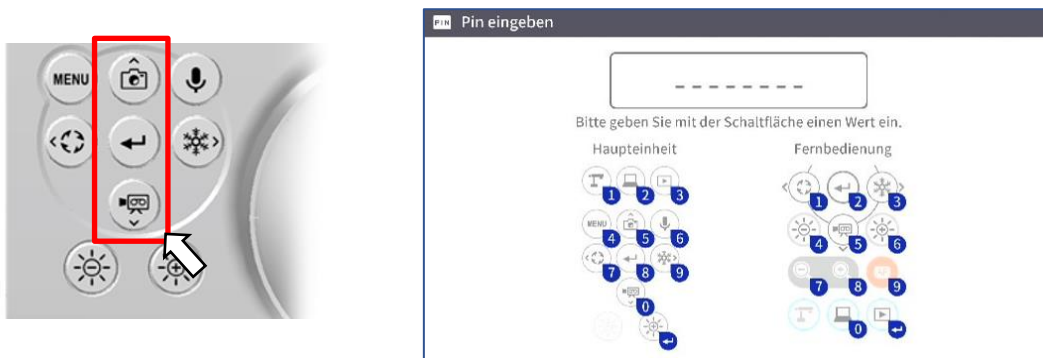 MENU
PIN Pin eingeben
--------
Bitte geben Sie mit der Schaltfläche einen Wert ein.
Haupteinheit Fernbedienung
1 2 3 1 2 3
MENU
4 5 6 4 5 6
7 8 9 7 8 9
0 0